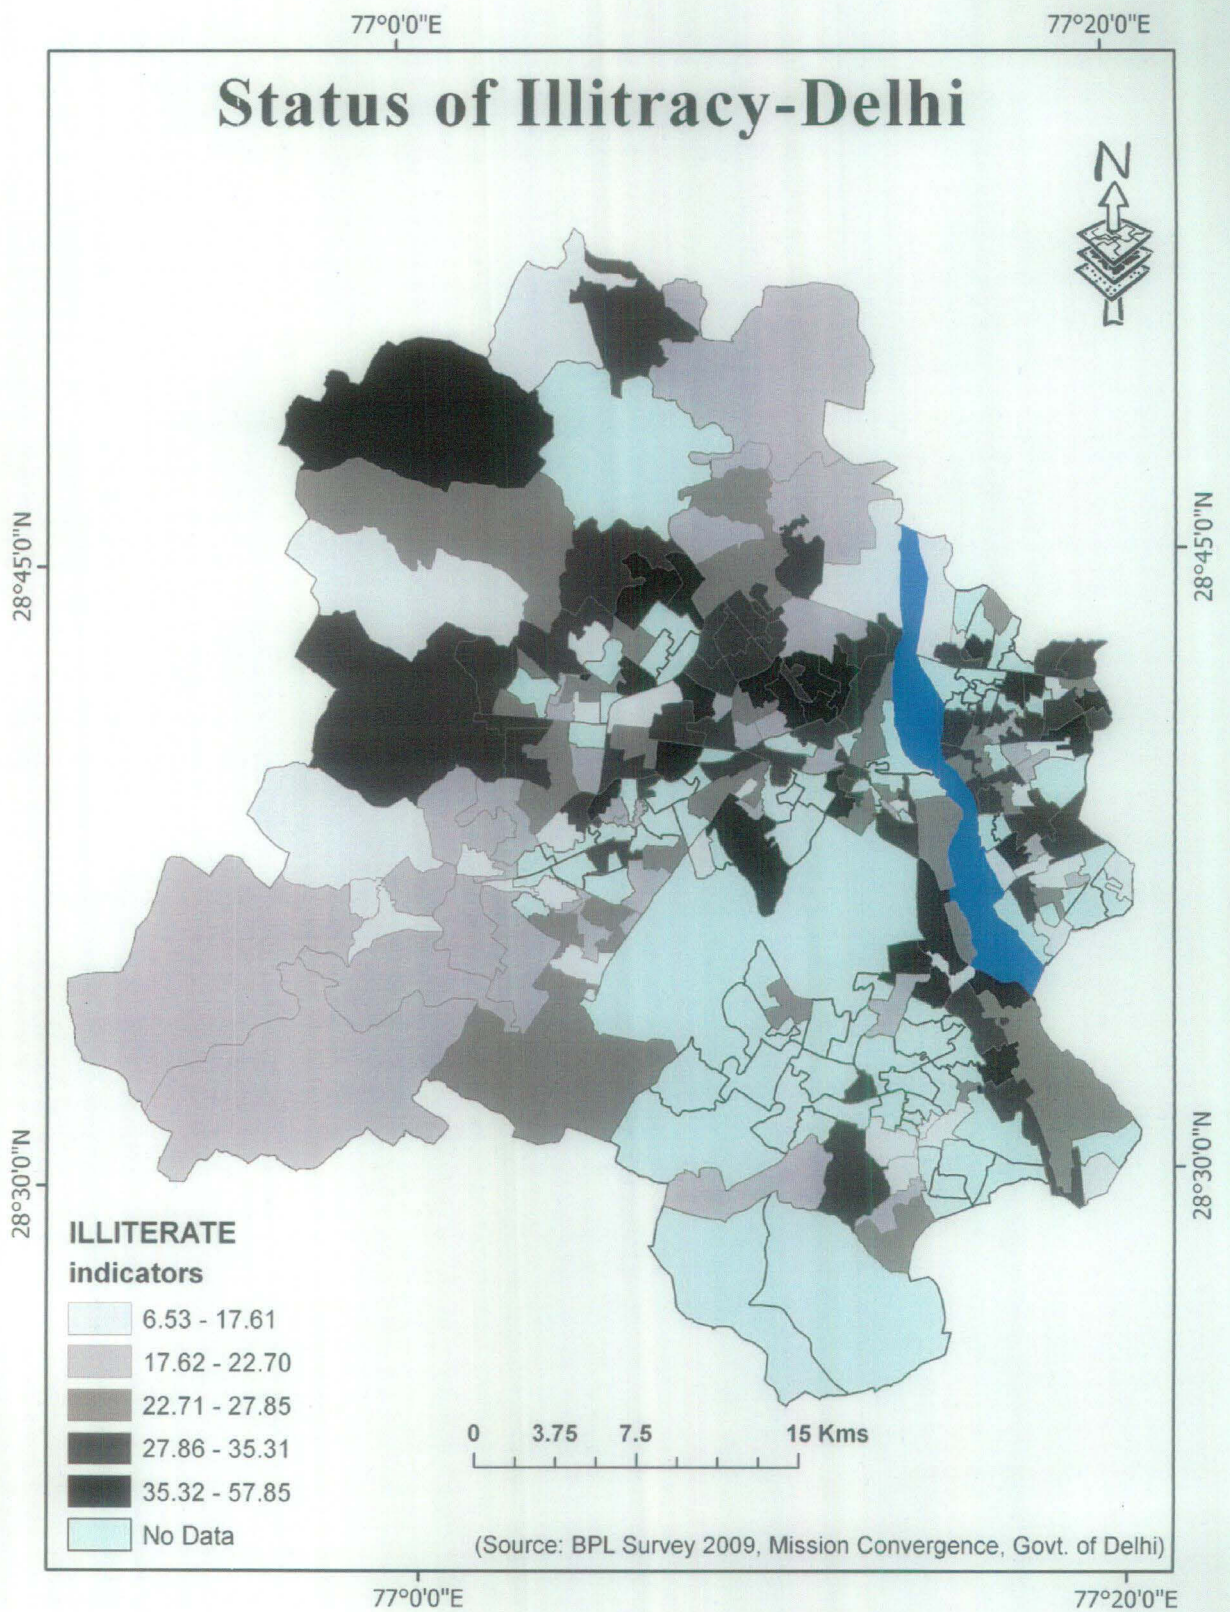 77°0'0"E
77°20'0"E
Status of Illitracy-Delhi
N
28°45'0"N
28°45'0"N
28°30'0"N
28°30'0"N
ILLITERATE
indicators
6.53 - 17.61
17.62 - 22.70
22.71 - 27.85
27.86 - 35.31
35.32 - 57.85
No Data
0 3.75 7.5 15 Kms
(Source: BPL Survey 2009, Mission Convergence, Govt. of Delhi)
77°0'0"E
77°20'0"E